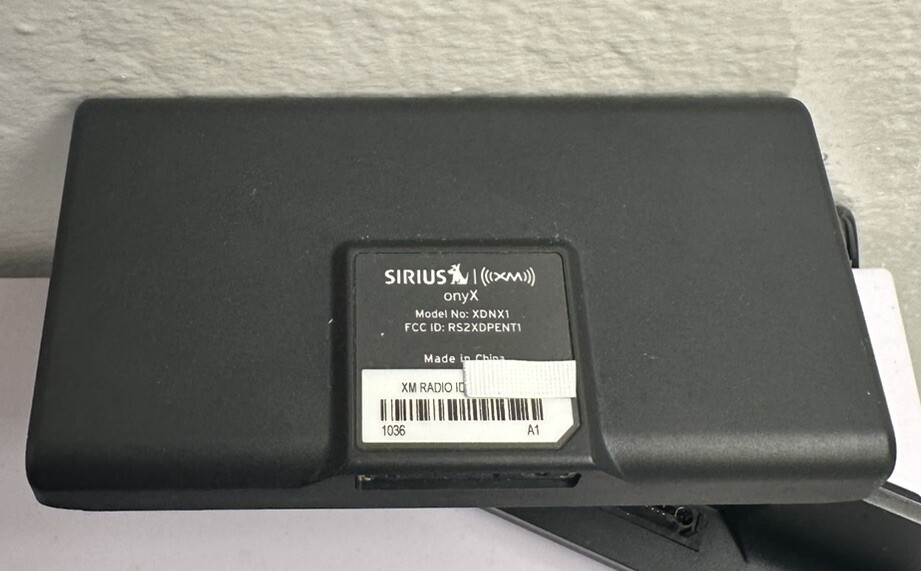 SIRIUS | ((XM))
onyX
Model No: XDNX1
FCC ID: RS2XDPENT1
Made in China
XM RADIO ID
1036 A1